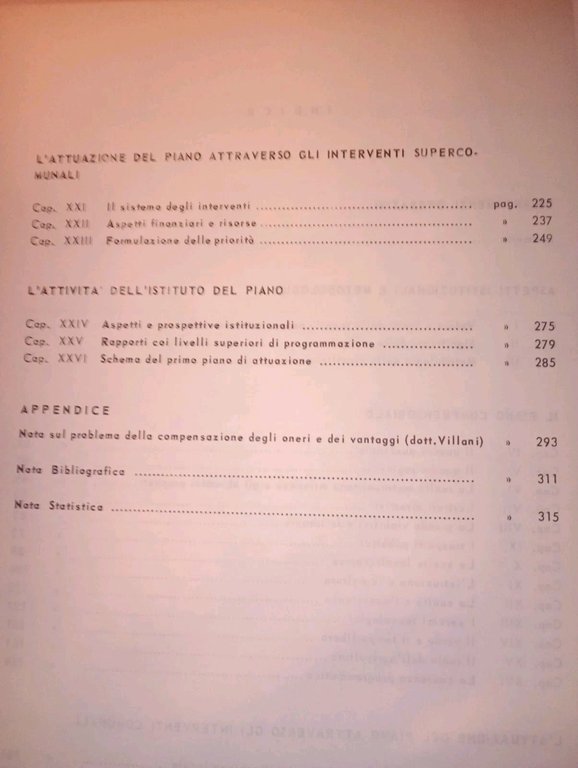 L'ATTUAZIONE DEL PIANO ATTRAVERSO GLI INTERVENTI SUPERCO-
MUNALI
Cap. XXI Il sistema degli interventi pag. 225
Cap. XXII Aspetti finanziari e risorse » 237
Cap. XXIII Formulazione delle priorità » 249
L'ATTIVITA' DELL'ISTITUTO DEL PIANO
Cap. XXIV Aspetti e prospettive istituzionali » 275
Cap. XXV Rapporti coi livelli superiori di programmazione » 279
Cap. XXVI Schema del primo piano di attuazione » 285
APPENDICE
Nota sul problema della compensazione degli oneri e dei vantaggi (dott. Villani) » 293
Nota Bibliografica » 311
Nota Statistica » 315